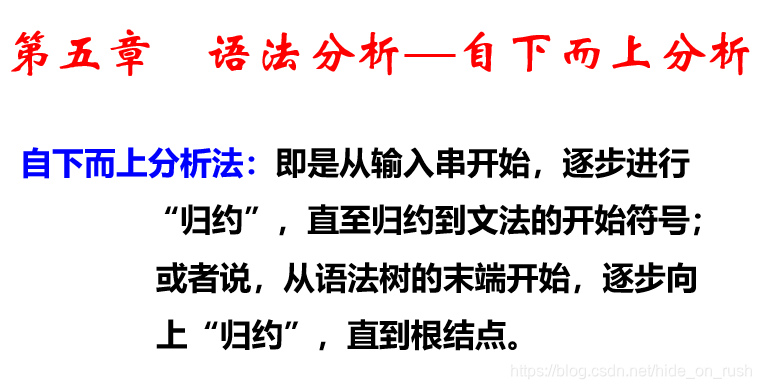 第五章 语法分析—自下而上分析
自下而上分析法：即是从输入串开始，逐步进行
“归约”，直至归约到文法的开始符号；
或者说，从语法树的末端开始，逐步向
上“归约”，直到根结点。
https://blog.csdn.net/hide_on_rush